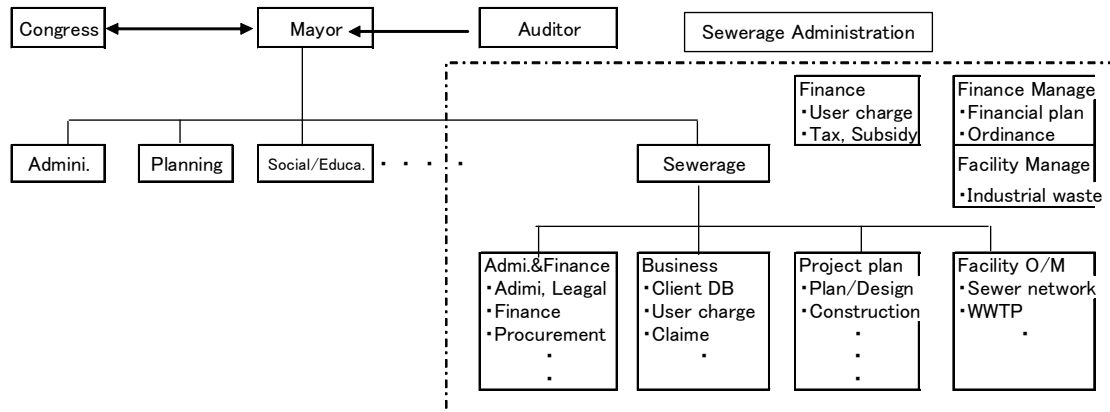 Congress
Mayor
Auditor
Sewerage Administration
Finance
・User charge
・Tax, Subsidy
Finance Manage
・Financial plan
・Ordinance
Facility Manage
・Industrial waste
Admini.
Planning
Social/Educa.
・・・・・
Sewerage
Admi.&Finance
・Adimi, Leagal
・Finance
・Procurement
・
・
Business
・Client DB
・User charge
・Claime
・
Project plan
・Plan/Design
・Construction
・
・
・
Facility O/M
・Sewer network
・WWTP
・